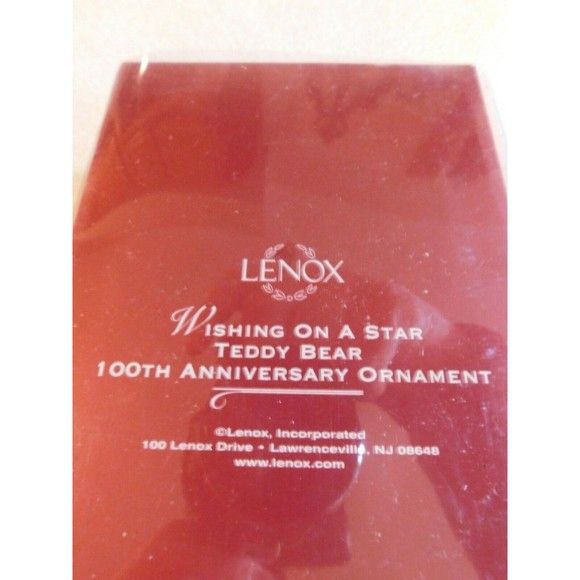 LENOX
WISHING ON A STAR
TEDDY BEAR
100TH ANNIVERSARY ORNAMENT
©Lenox, Incorporated
100 Lenox Drive • Lawrenceville, NJ 08648
www.lenox.com